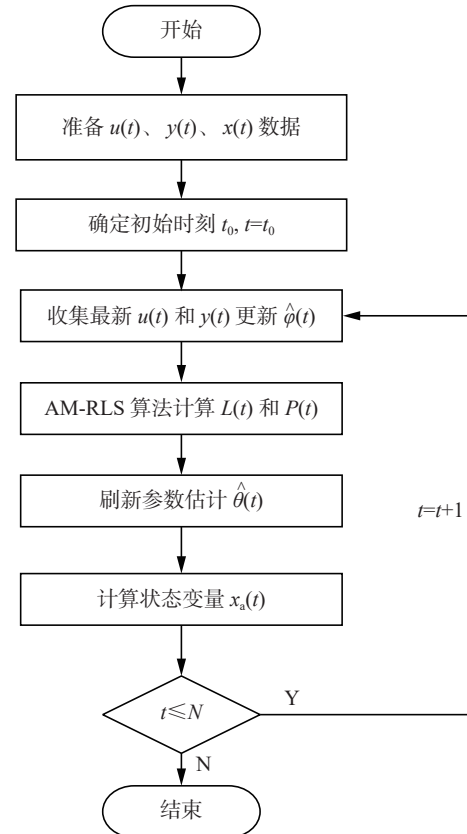 开始
准备 u(t)、y(t)、x(t) 数据
确定初始时刻 t₀, t=t₀
收集最新 u(t) 和 y(t) 更新 φ̂(t)
AM-RLS 算法计算 L(t) 和 P(t)
刷新参数估计 θ̂(t)
t=t+1
计算状态变量 xₐ(t)
t≤N
Y
N
结束